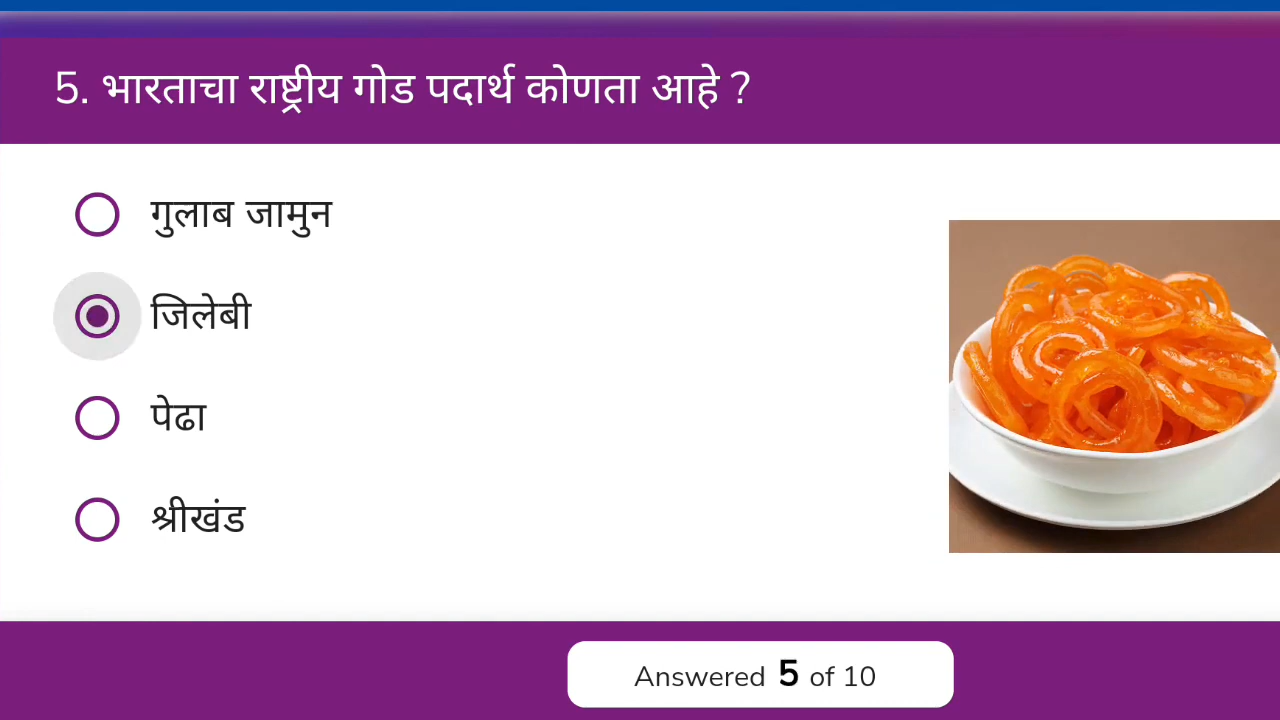 5. भारताचा राष्ट्रीय गोड पदार्थ कोणता आहे ?
गुलाब जामुन
जिलेबी
पेढा
श्रीखंड
Answered 5 of 10